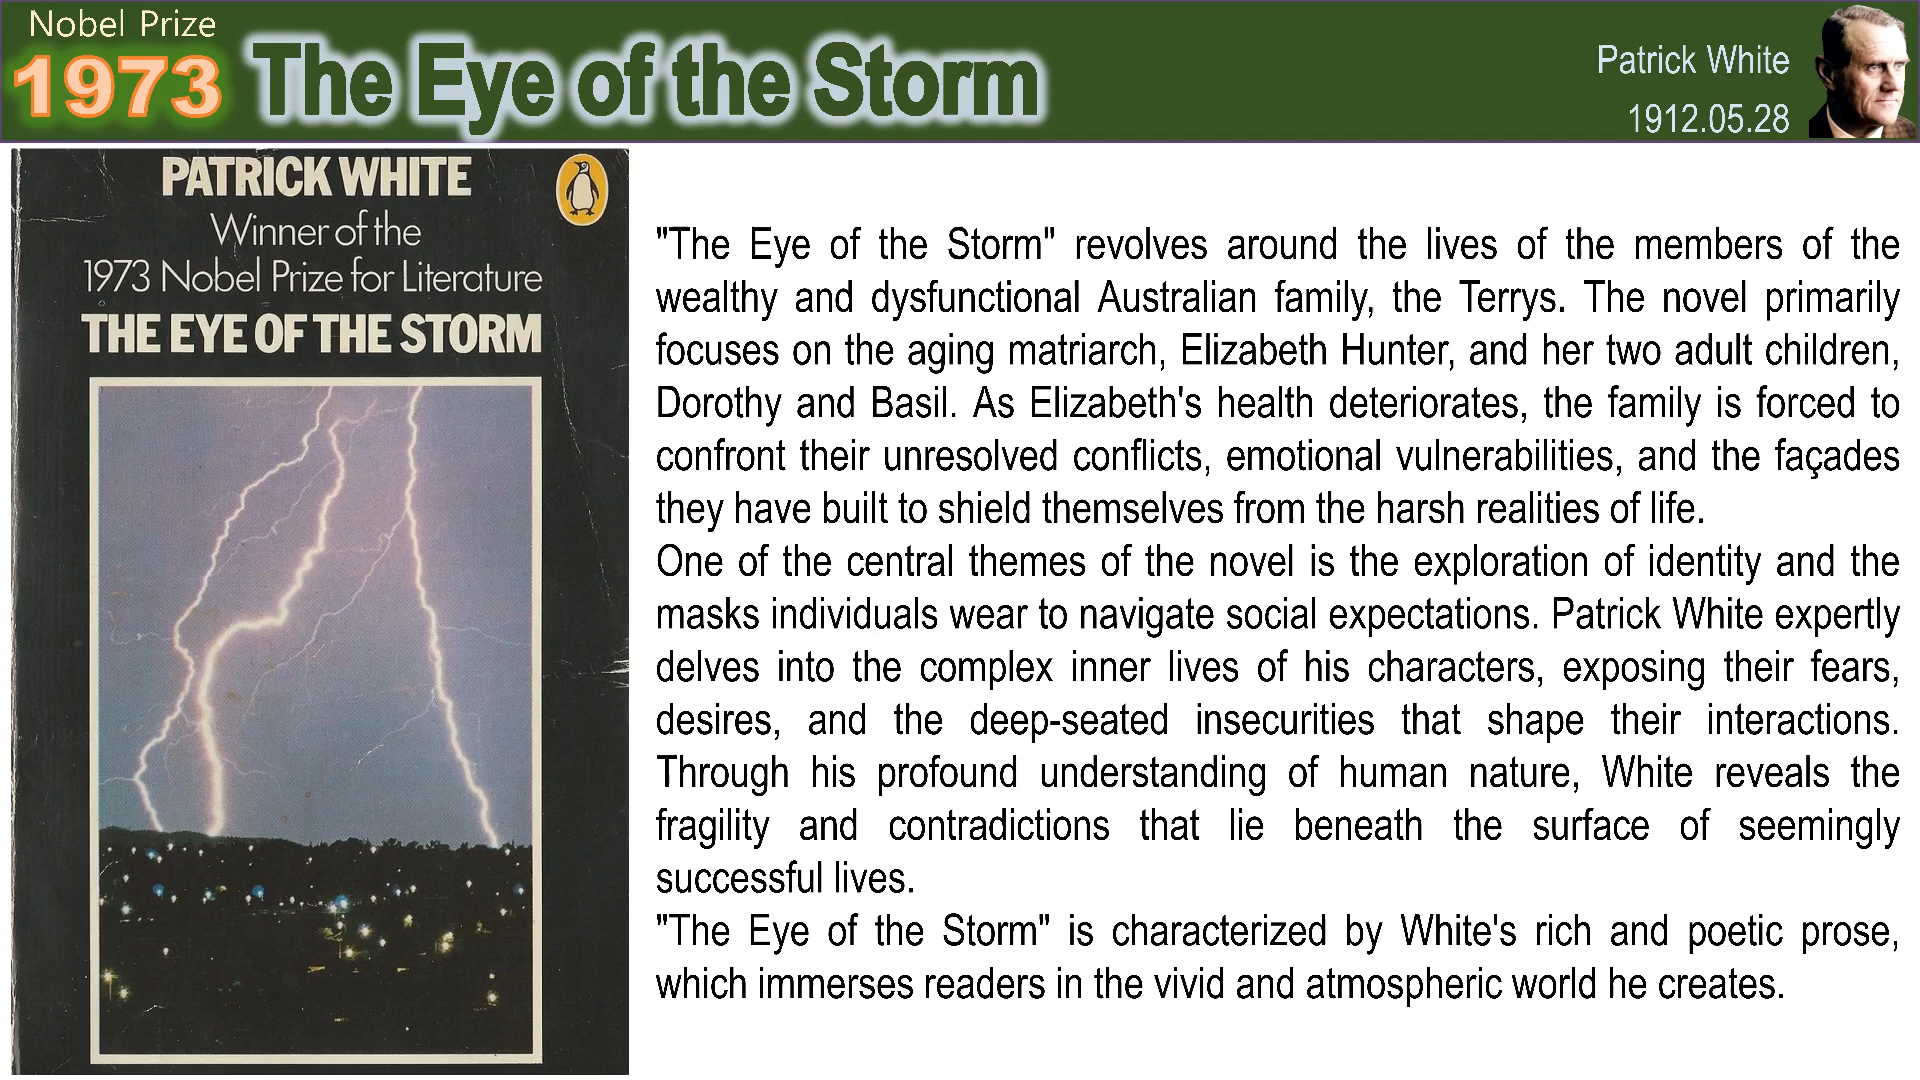 Nobel Prize
1973
The Eye of the Storm
Patrick White
1912.05.28
PATRICK WHITE
Winner of the
1973 Nobel Prize for Literature
THE EYE OF THE STORM
"The Eye of the Storm" revolves around the lives of the members of the
wealthy and dysfunctional Australian family, the Terrys. The novel primarily
focuses on the aging matriarch, Elizabeth Hunter, and her two adult children,
Dorothy and Basil. As Elizabeth's health deteriorates, the family is forced to
confront their unresolved conflicts, emotional vulnerabilities, and the façades
they have built to shield themselves from the harsh realities of life.
One of the central themes of the novel is the exploration of identity and the
masks individuals wear to navigate social expectations. Patrick White expertly
delves into the complex inner lives of his characters, exposing their fears,
desires, and the deep-seated insecurities that shape their interactions.
Through his profound understanding of human nature, White reveals the
fragility and contradictions that lie beneath the surface of seemingly
successful lives.
"The Eye of the Storm" is characterized by White's rich and poetic prose,
which immerses readers in the vivid and atmospheric world he creates.